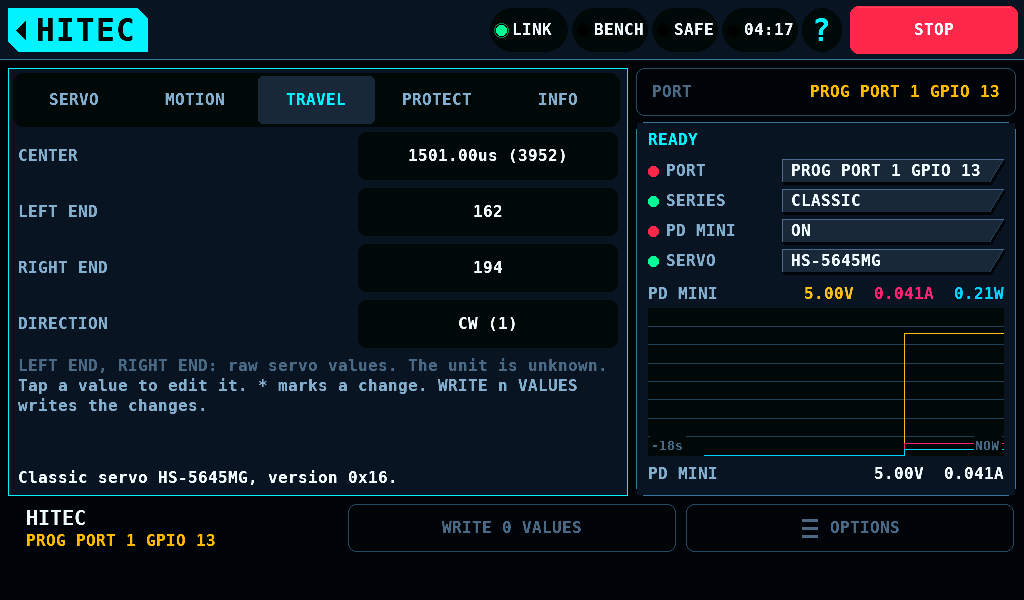 HITEC
LINK
BENCH
SAFE
04:17
?
STOP
SERVO
MOTION
TRAVEL
PROTECT
INFO
CENTER
1501.00us (3952)
LEFT END
162
RIGHT END
194
DIRECTION
CW (1)
LEFT END, RIGHT END: raw servo values. The unit is unknown.
Tap a value to edit it. * marks a change. WRITE n VALUES
writes the changes.
Classic servo HS-5645MG, version 0x16.
PORT
PROG PORT 1 GPIO 13
READY
PORT
PROG PORT 1 GPIO 13
SERIES
CLASSIC
PD MINI
ON
SERVO
HS-5645MG
PD MINI
5.00V
0.041A
0.21W
-18s
NOW
PD MINI
5.00V
0.041A
HITEC
PROG PORT 1 GPIO 13
WRITE 0 VALUES
OPTIONS